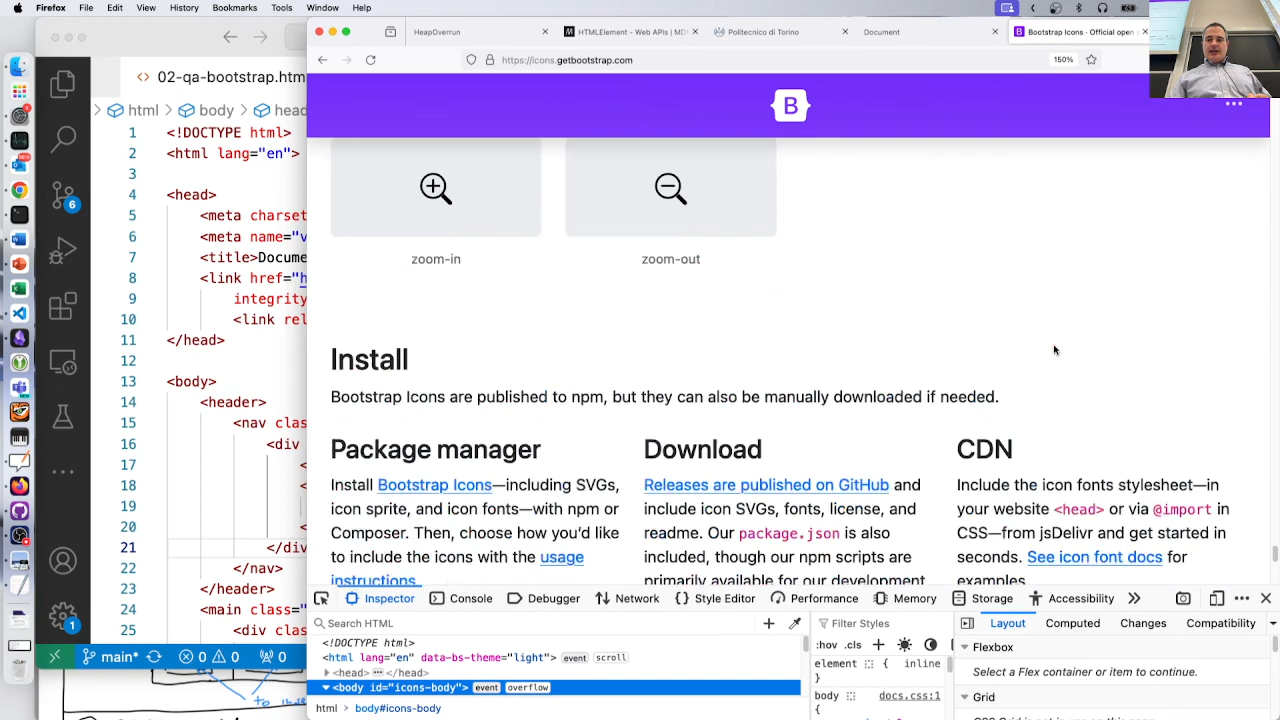 Firefox File Edit View History Bookmarks Tools Window Help
HeapOverrun
HTMLElement - Web APIs | MD
Politecnico di Torino
Document
Bootstrap Icons · Official open s
https://icons.getbootstrap.com
150%
B
02-qa-bootstrap.htm
html > body > head
1 <!DOCTYPE html>
2 <html lang="en">
3
4 <head>
5 <meta charset
6 <meta name="v
7 <title>Docume
8 <link href="h
9 integrity
10 <link rel
11 </head>
12
13 <body>
14 <header>
15 <nav clas
16 <div
17 <
18 <
19
20 <
21 </div
22 </nav>
23 </header>
24 <main class="
25 <div clas
6
1
main* 0 0 0
zoom-in
zoom-out
Install
Bootstrap Icons are published to npm, but they can also be manually downloaded if needed.
Package manager
Install Bootstrap Icons—including SVGs,
icon sprite, and icon fonts—with npm or
Composer. Then, choose how you'd like
to include the icons with the usage
instructions.
Download
Releases are published on GitHub and
include icon SVGs, fonts, license, and
readme. Our package.json is also
included, though our npm scripts are
primarily available for our development
CDN
Include the icon fonts stylesheet—in
your website <head> or via @import in
CSS—from jsDelivr and get started in
seconds. See icon font docs for
examples.
Inspector Console Debugger Network Style Editor Performance Memory Storage Accessibility
Search HTML
<!DOCTYPE html>
<html lang="en" data-bs-theme="light"> event scroll
<head> </head>
<body id="icons-body"> event overflow
html > body#icons-body
Filter Styles
:hov .cls
element { inline
}
body docs.css:1
{
Layout Computed Changes Compatibility
Flexbox
Select a Flex container or item to continue.
Grid